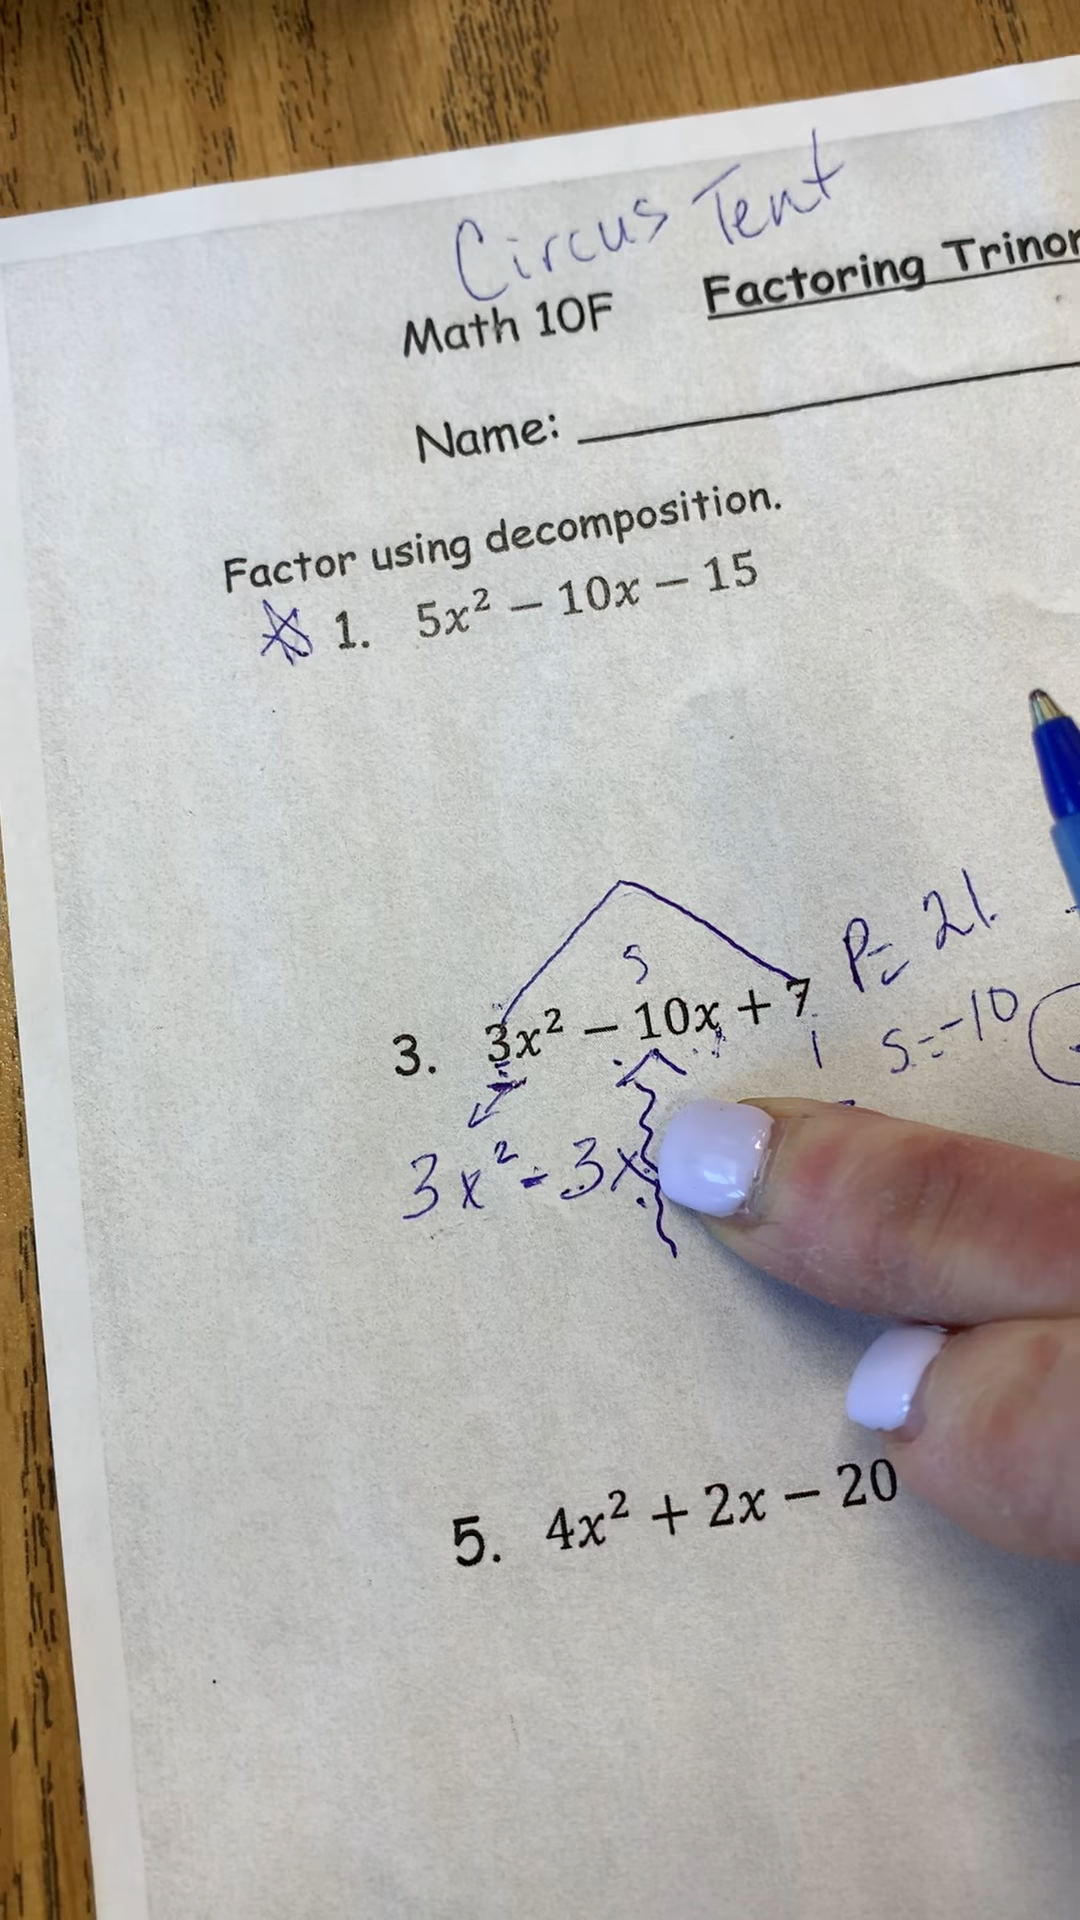 Circus Tent
Math 10F Factoring
Name:
Factor using decomposition.
1. 5x² − 10x − 15
P = 21
S
3. 3x² − 10x + 7
S = -10
3x² - 3x
5. 4x² + 2x − 20